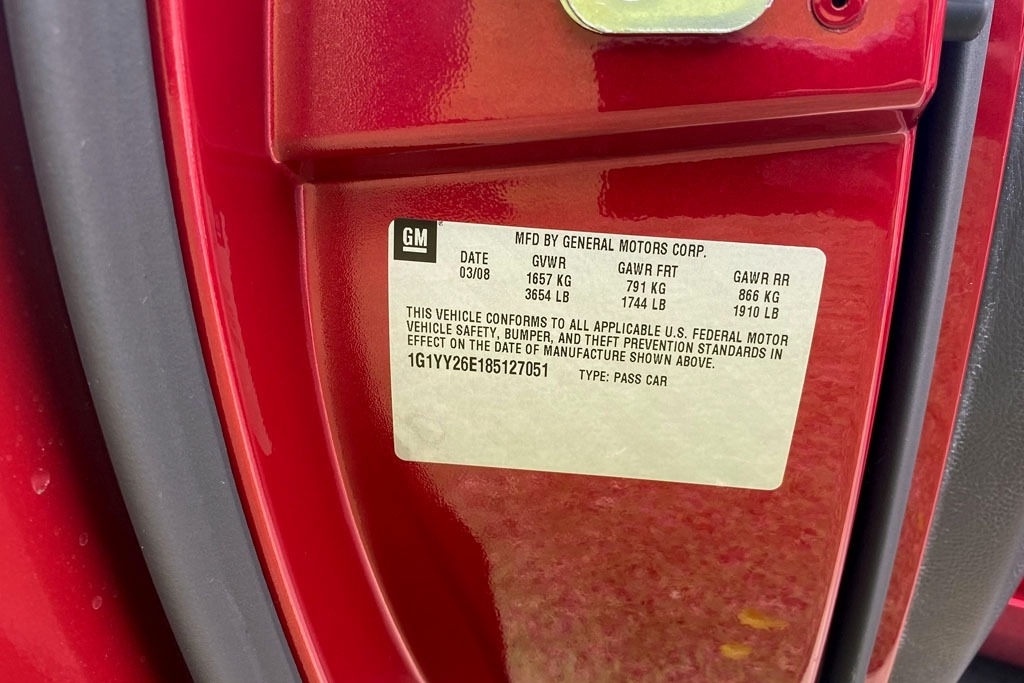 GM
MFD BY GENERAL MOTORS CORP.
DATE GVWR GAWR FRT GAWR RR
03/08 1657 KG 791 KG 866 KG
3654 LB 1744 LB 1910 LB
THIS VEHICLE CONFORMS TO ALL APPLICABLE U.S. FEDERAL MOTOR
VEHICLE SAFETY, BUMPER, AND THEFT PREVENTION STANDARDS IN
EFFECT ON THE DATE OF MANUFACTURE SHOWN ABOVE.
1G1YY26E185127051 TYPE: PASS CAR